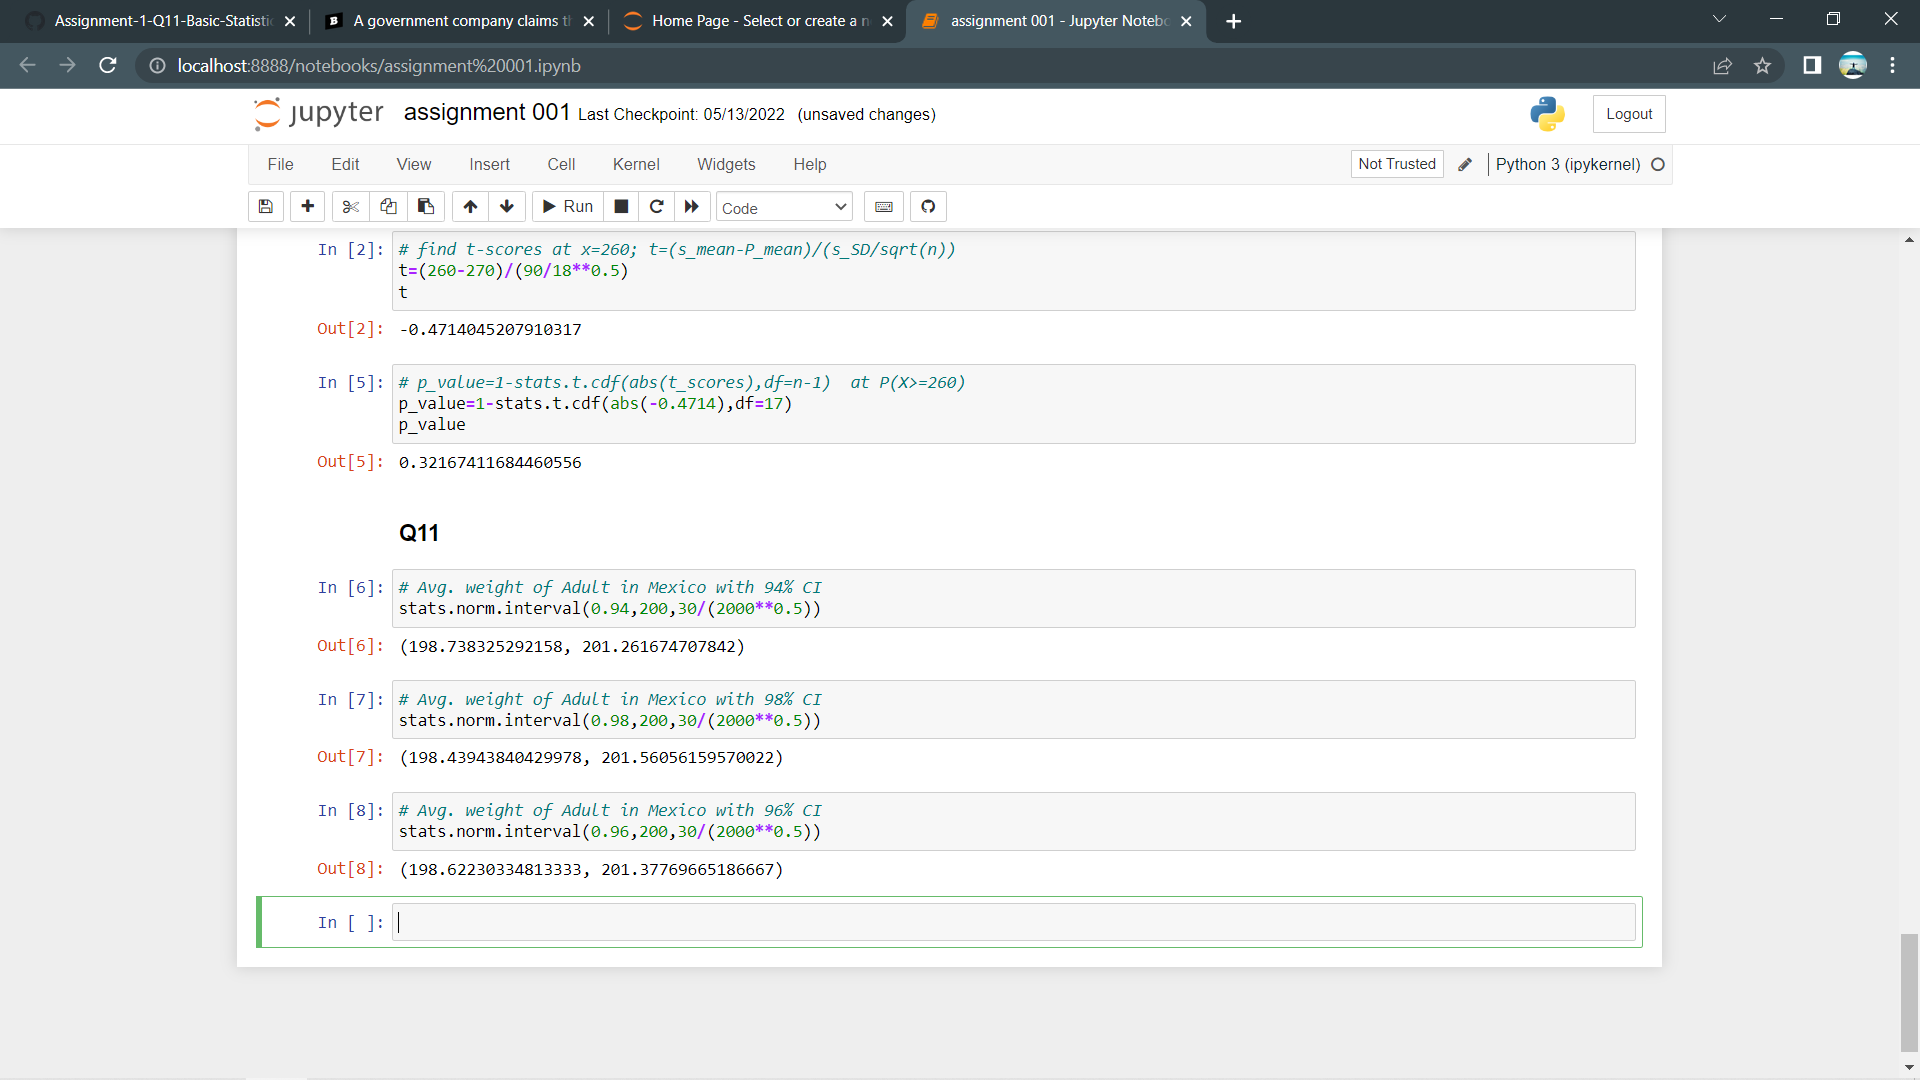 Assignment-1-Q11-Basic-Statistic
A government company claims th
Home Page - Select or create a n
assignment 001 - Jupyter Notebo
localhost:8888/notebooks/assignment%20001.ipynb
jupyter assignment 001 Last Checkpoint: 05/13/2022 (unsaved changes)
Logout
File Edit View Insert Cell Kernel Widgets Help
Not Trusted
Python 3 (ipykernel)
Run
Code
In [2]: # find t-scores at x=260; t=(s_mean-P_mean)/(s_SD/sqrt(n))
t=(260-270)/(90/18**0.5)
t
Out[2]: -0.4714045207910317
In [5]: # p_value=1-stats.t.cdf(abs(t_scores),df=n-1)  at P(X>=260)
p_value=1-stats.t.cdf(abs(-0.4714),df=17)
p_value
Out[5]: 0.32167411684460556
Q11
In [6]: # Avg. weight of Adult in Mexico with 94% CI
stats.norm.interval(0.94,200,30/(2000**0.5))
Out[6]: (198.738325292158, 201.261674707842)
In [7]: # Avg. weight of Adult in Mexico with 98% CI
stats.norm.interval(0.98,200,30/(2000**0.5))
Out[7]: (198.43943840429978, 201.56056159570022)
In [8]: # Avg. weight of Adult in Mexico with 96% CI
stats.norm.interval(0.96,200,30/(2000**0.5))
Out[8]: (198.62230334813333, 201.37769665186667)
In [ ]: